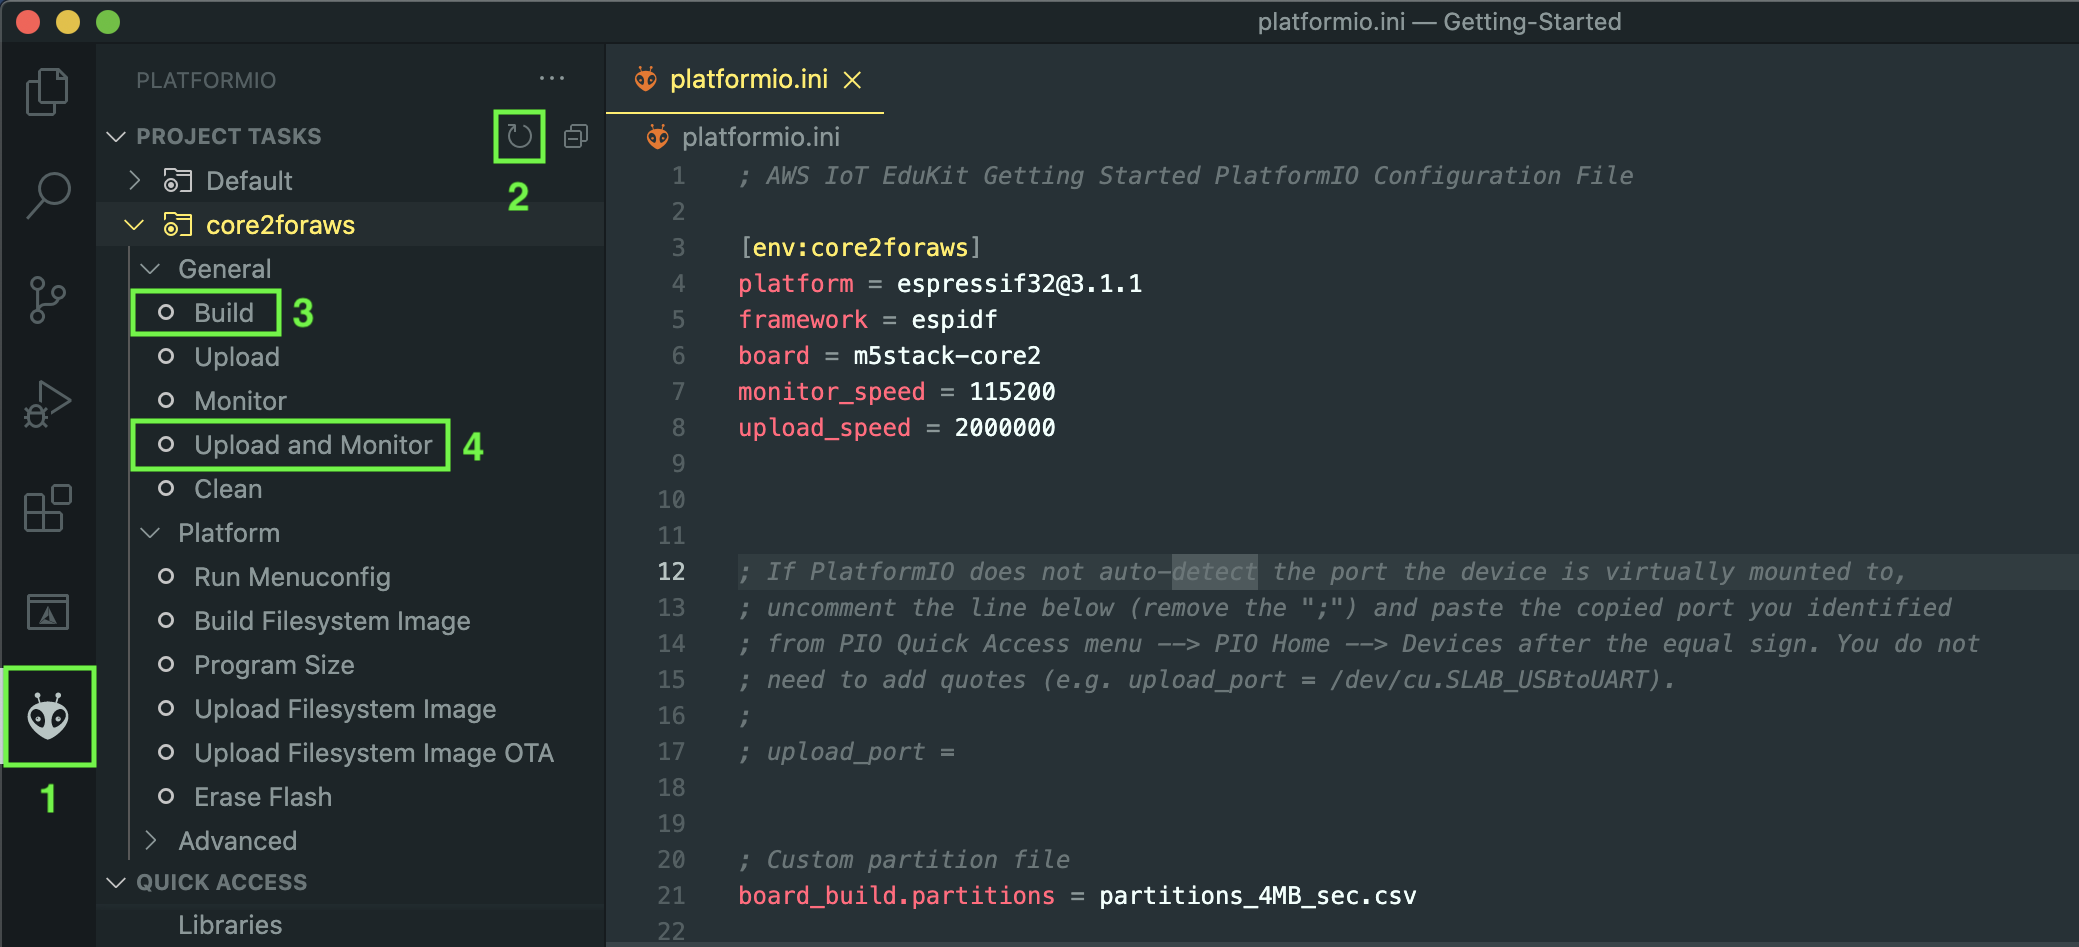 platformio.ini — Getting-Started
PLATFORMIO
PROJECT TASKS
2
Default
core2foraws
General
Build
3
Upload
Monitor
Upload and Monitor
4
Clean
Platform
Run Menuconfig
Build Filesystem Image
Program Size
Upload Filesystem Image
Upload Filesystem Image OTA
Erase Flash
1
Advanced
QUICK ACCESS
Libraries
platformio.ini
platformio.ini
1 ; AWS IoT EduKit Getting Started PlatformIO Configuration File
2
3 [env:core2foraws]
4 platform = espressif32@3.1.1
5 framework = espidf
6 board = m5stack-core2
7 monitor_speed = 115200
8 upload_speed = 2000000
9
10
11
12 ; If PlatformIO does not auto-detect the port the device is virtually mounted to,
13 ; uncomment the line below (remove the ";") and paste the copied port you identified
14 ; from PIO Quick Access menu --> PIO Home --> Devices after the equal sign. You do not
15 ; need to add quotes (e.g. upload_port = /dev/cu.SLAB_USBtoUART).
16 ;
17 ; upload_port =
18
19
20 ; Custom partition file
21 board_build.partitions = partitions_4MB_sec.csv
22